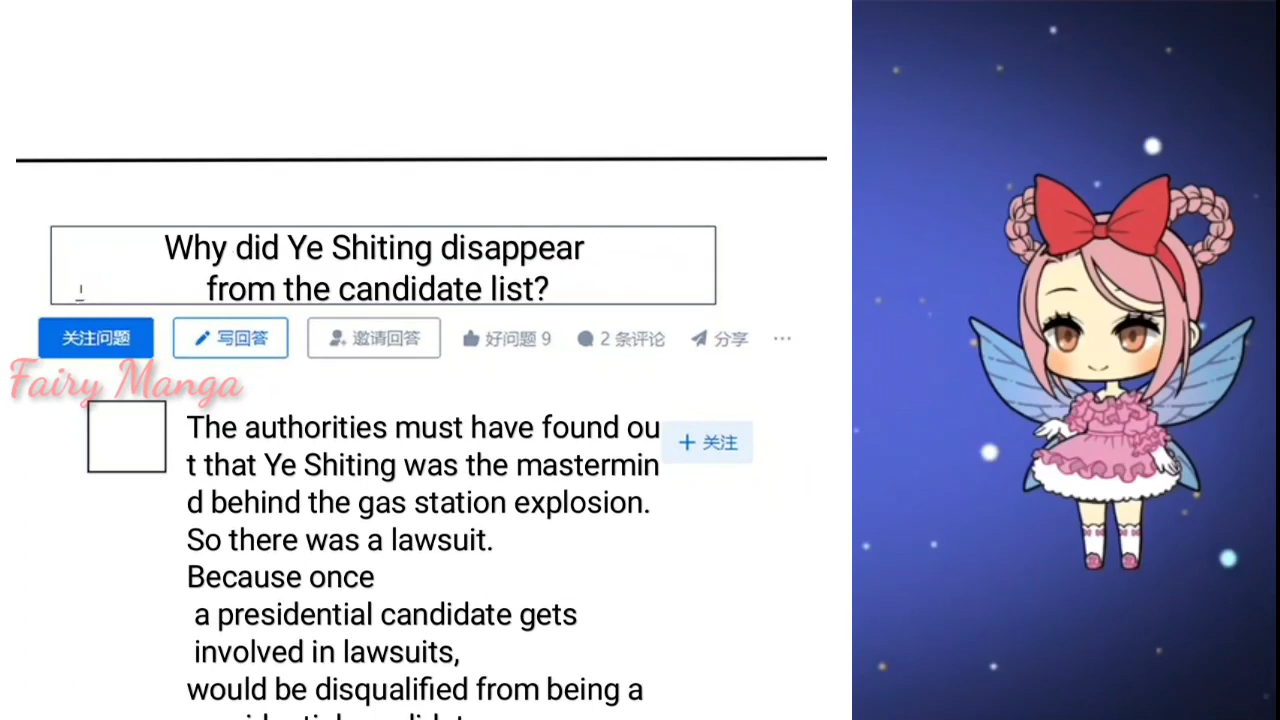 Why did Ye Shiting disappear
from the candidate list?
关注问题 写回答 邀请回答 好问题 9 2 条评论 分享 ···
Fairy Manga
The authorities must have found ou
t that Ye Shiting was the mastermin
d behind the gas station explosion.
So there was a lawsuit.
Because once
a presidential candidate gets
involved in lawsuits,
would be disqualified from being a
+ 关注